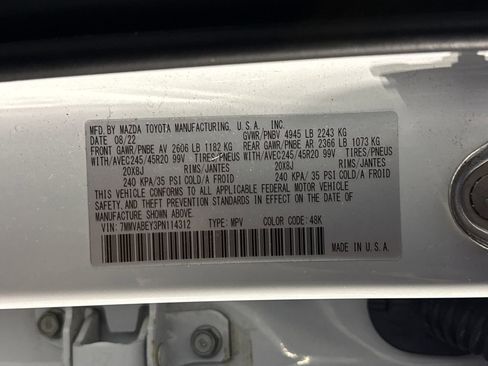 MFD. BY MAZDA TOYOTA MANUFACTURING, U.S.A., INC.
08/22 GVWR/PNBV 4945 LB 2243 KG
FRONT GAWR/PNBE AV 2606 LB 1182 KG REAR GAWR/PNBE AR 2366 LB 1073 KG
WITH/AVEC245/45R20 99V TIRES/PNEUS WITH/AVEC245/45R20 99V TIRES/PNEUS
20X8J RIMS/JANTES 20X8J RIMS/JANTES
240 KPA/35 PSI COLD/A FROID 240 KPA/35 PSI COLD/A FROID
THIS VEHICLE CONFORMS TO ALL APPLICABLE FEDERAL MOTOR VEHICLE
SAFETY AND THEFT PREVENTION STANDARDS IN EFFECT ON THE DATE OF
MANUFACTURE SHOWN ABOVE.
VIN: 7MMVABEY3PN114312 TYPE: MPV COLOR CODE: 48K
MADE IN U.S.A.